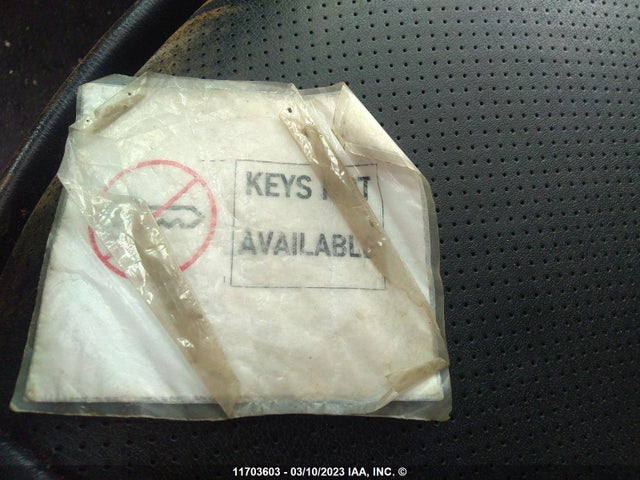 KEYS
AVAILABLE
11703603 - 03/10/2023 IAA, INC. ©